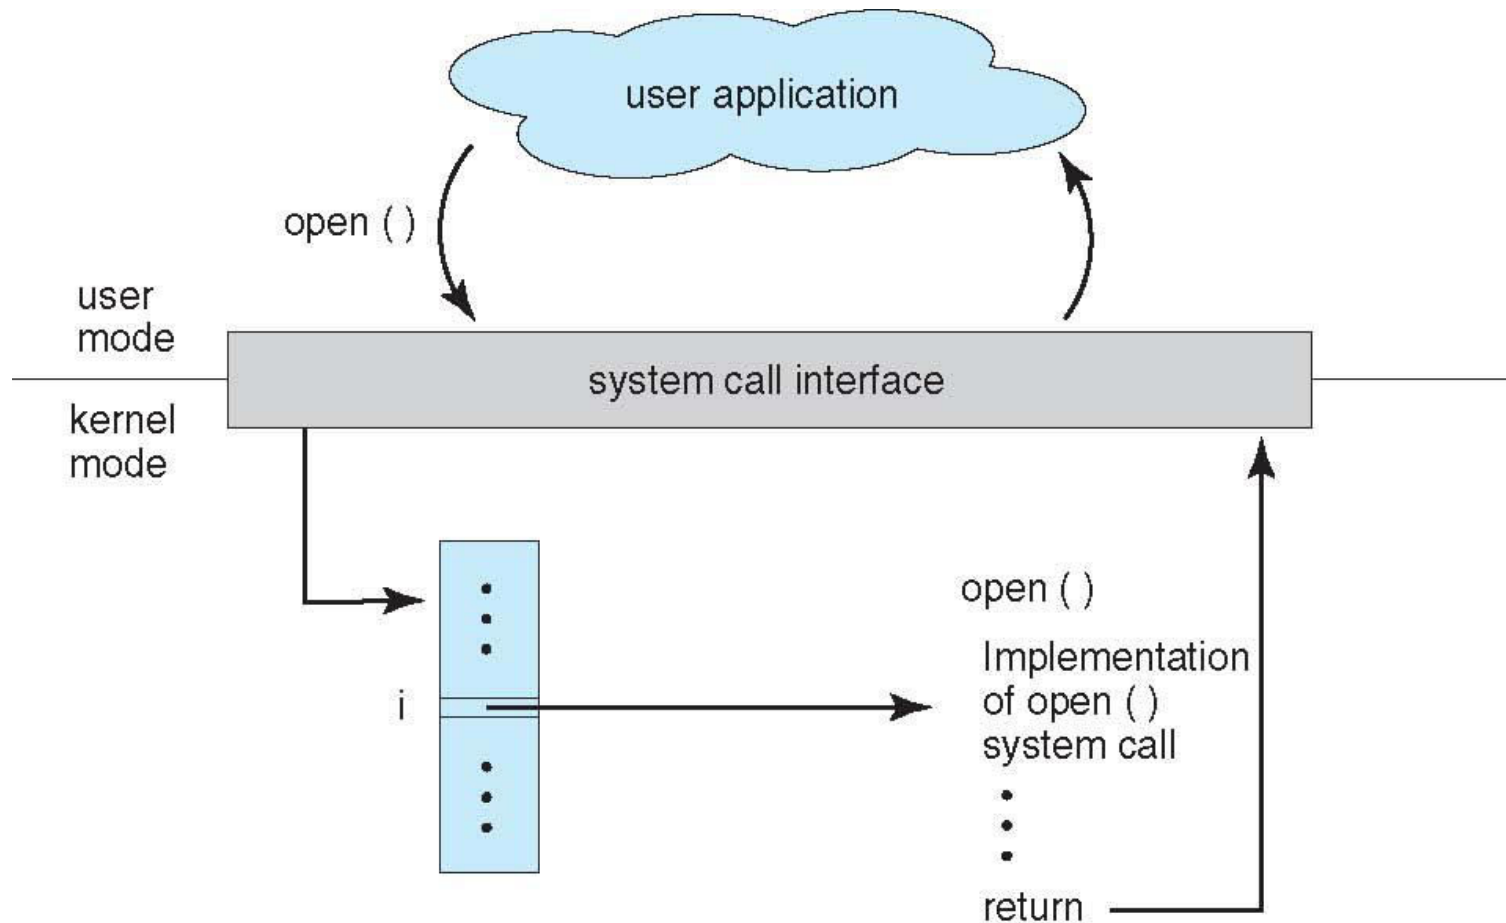 user application
open ( )
user
mode
system call interface
kernel
mode
open ( )
Implementation
of open ( )
system call
i
return